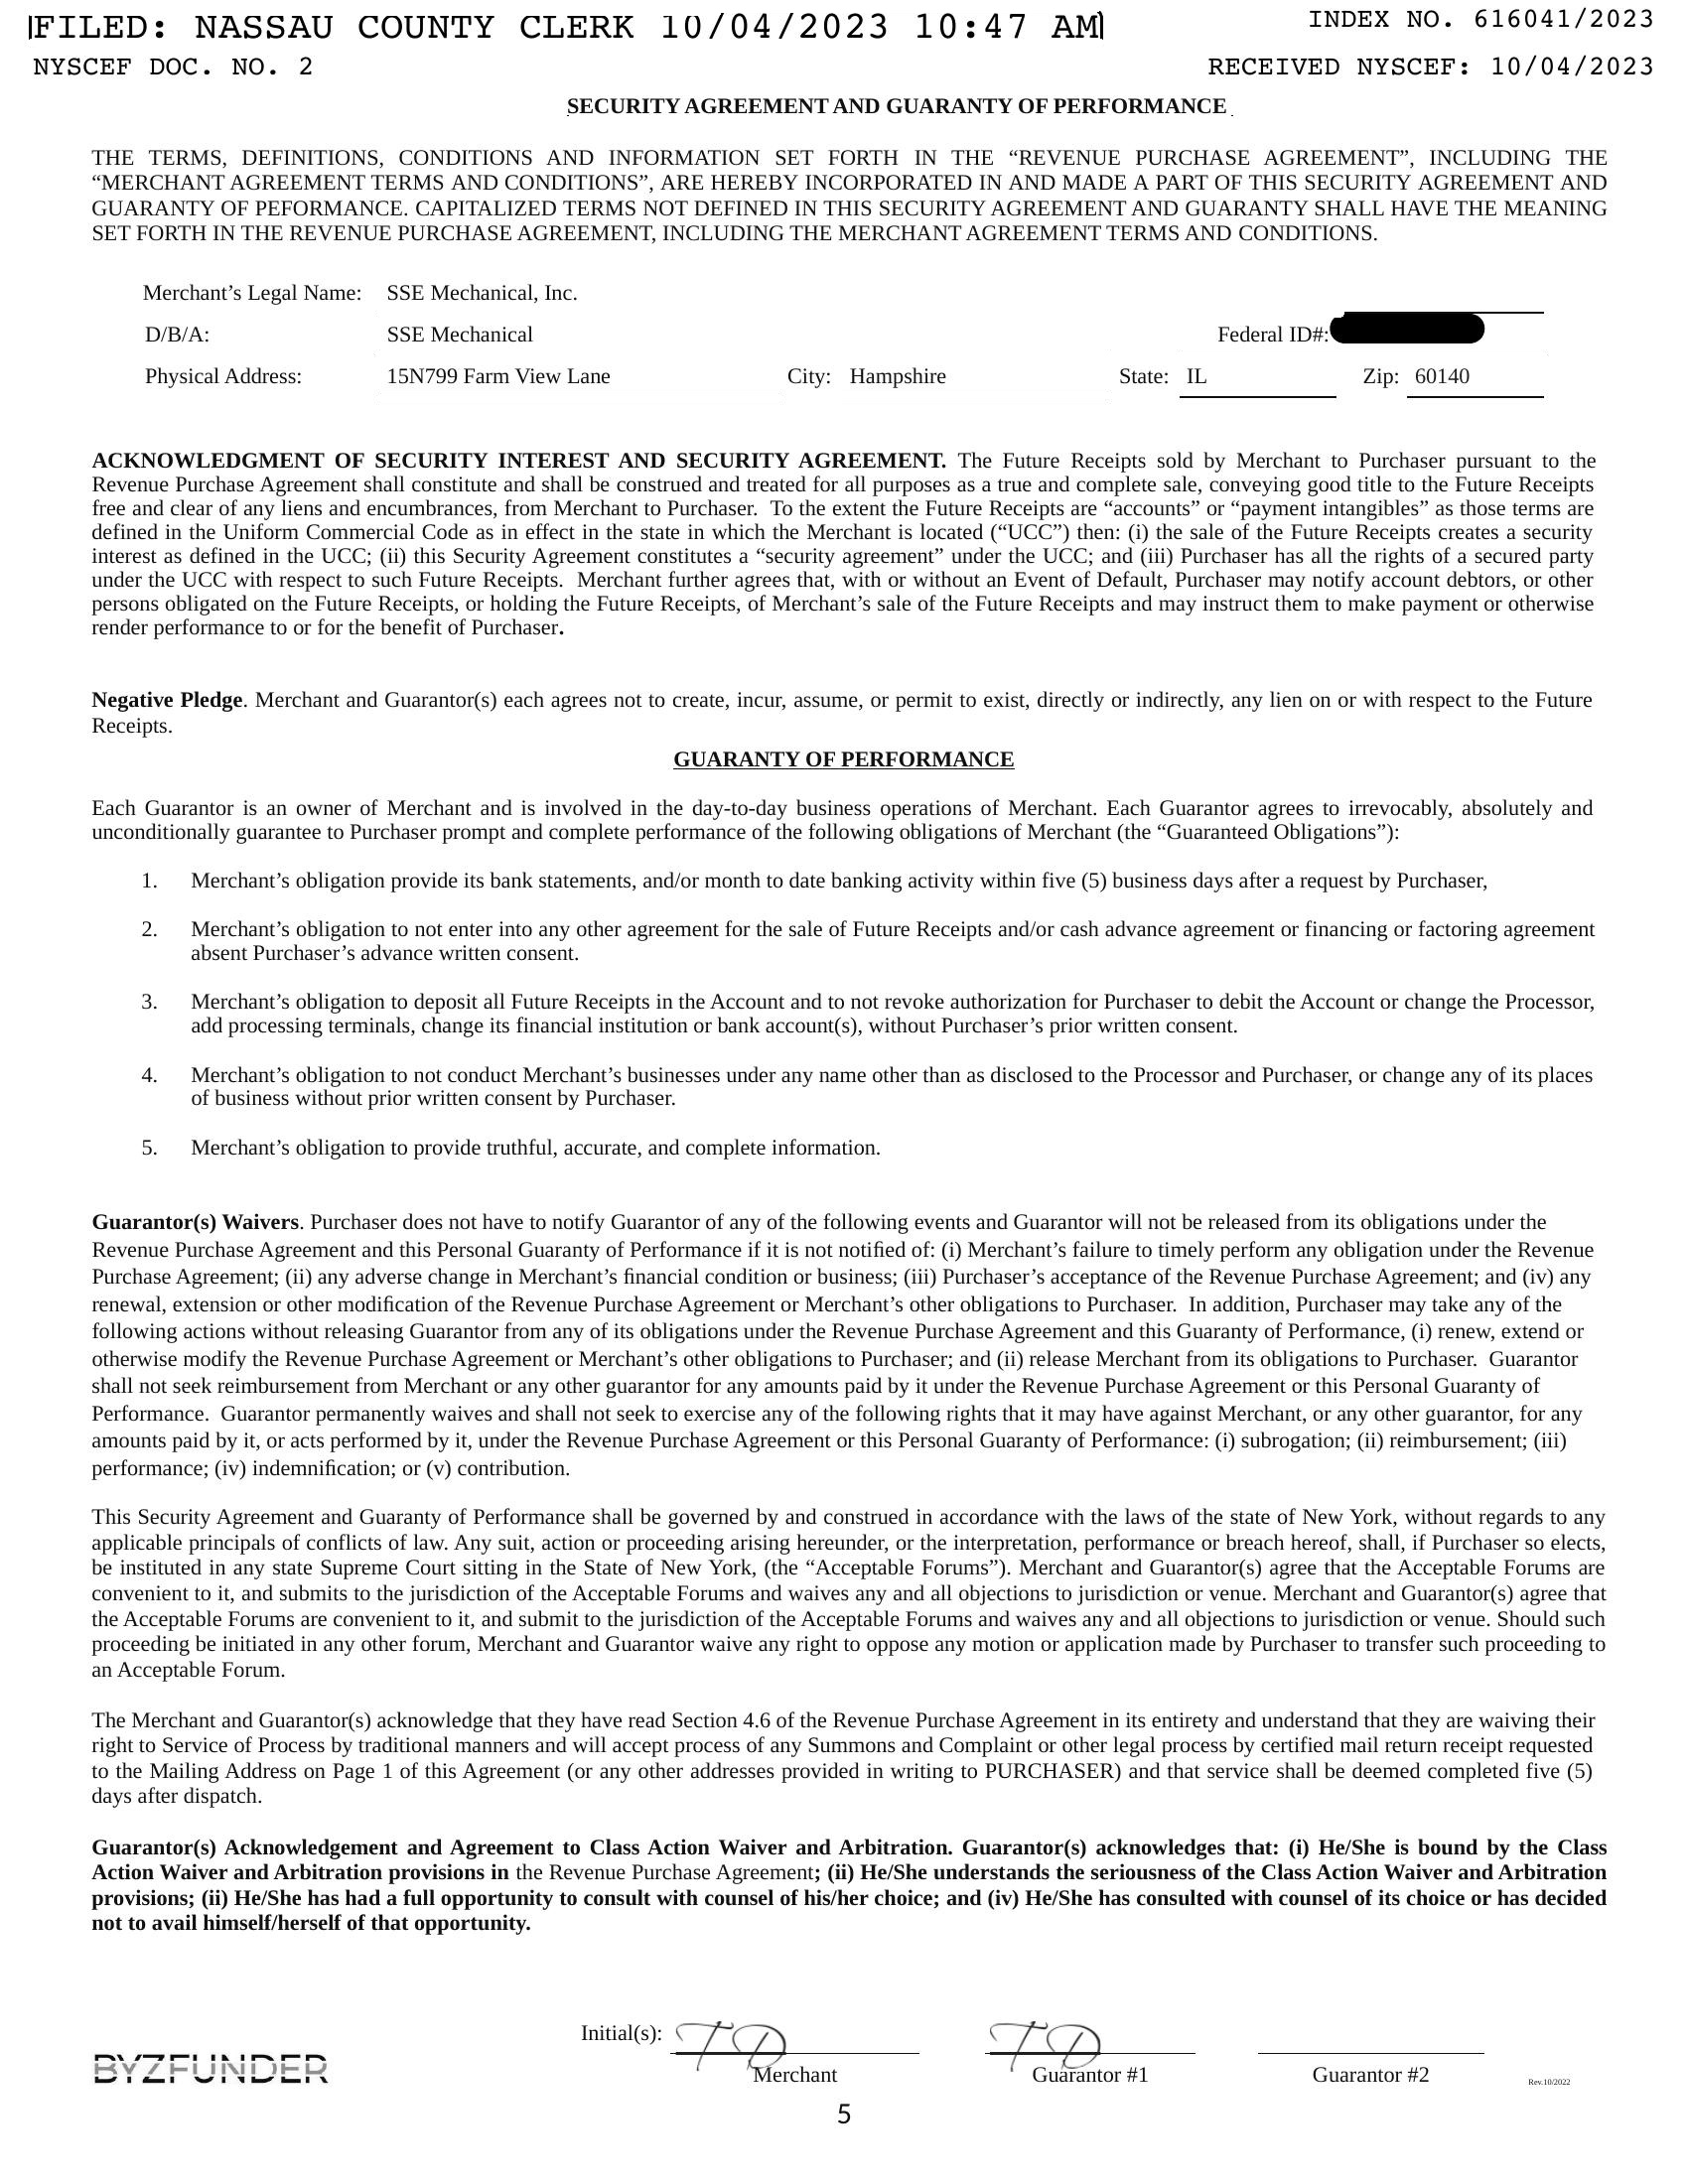 FILED: NASSAU COUNTY CLERK 10/04/2023 10:47 AM
INDEX NO. 616041/2023
NYSCEF DOC. NO. 2
RECEIVED NYSCEF: 10/04/2023
SECURITY AGREEMENT AND GUARANTY OF PERFORMANCE
THE TERMS, DEFINITIONS, CONDITIONS AND INFORMATION SET FORTH IN THE “REVENUE PURCHASE AGREEMENT”, INCLUDING THE
“MERCHANT AGREEMENT TERMS AND CONDITIONS”, ARE HEREBY INCORPORATED IN AND MADE A PART OF THIS SECURITY AGREEMENT AND
GUARANTY OF PEFORMANCE. CAPITALIZED TERMS NOT DEFINED IN THIS SECURITY AGREEMENT AND GUARANTY SHALL HAVE THE MEANING
SET FORTH IN THE REVENUE PURCHASE AGREEMENT, INCLUDING THE MERCHANT AGREEMENT TERMS AND CONDITIONS.
Merchant’s Legal Name: SSE Mechanical, Inc.
D/B/A: SSE Mechanical Federal ID#:
Physical Address: 15N799 Farm View Lane City: Hampshire State: IL Zip: 60140
ACKNOWLEDGMENT OF SECURITY INTEREST AND SECURITY AGREEMENT. The Future Receipts sold by Merchant to Purchaser pursuant to the
Revenue Purchase Agreement shall constitute and shall be construed and treated for all purposes as a true and complete sale, conveying good title to the Future Receipts
free and clear of any liens and encumbrances, from Merchant to Purchaser. To the extent the Future Receipts are “accounts” or “payment intangibles” as those terms are
defined in the Uniform Commercial Code as in effect in the state in which the Merchant is located (“UCC”) then: (i) the sale of the Future Receipts creates a security
interest as defined in the UCC; (ii) this Security Agreement constitutes a “security agreement” under the UCC; and (iii) Purchaser has all the rights of a secured party
under the UCC with respect to such Future Receipts. Merchant further agrees that, with or without an Event of Default, Purchaser may notify account debtors, or other
persons obligated on the Future Receipts, or holding the Future Receipts, of Merchant’s sale of the Future Receipts and may instruct them to make payment or otherwise
render performance to or for the benefit of Purchaser.
Negative Pledge. Merchant and Guarantor(s) each agrees not to create, incur, assume, or permit to exist, directly or indirectly, any lien on or with respect to the Future
Receipts.
GUARANTY OF PERFORMANCE
Each Guarantor is an owner of Merchant and is involved in the day-to-day business operations of Merchant. Each Guarantor agrees to irrevocably, absolutely and
unconditionally guarantee to Purchaser prompt and complete performance of the following obligations of Merchant (the “Guaranteed Obligations”):
1. Merchant’s obligation provide its bank statements, and/or month to date banking activity within five (5) business days after a request by Purchaser,
2. Merchant’s obligation to not enter into any other agreement for the sale of Future Receipts and/or cash advance agreement or financing or factoring agreement
absent Purchaser’s advance written consent.
3. Merchant’s obligation to deposit all Future Receipts in the Account and to not revoke authorization for Purchaser to debit the Account or change the Processor,
add processing terminals, change its financial institution or bank account(s), without Purchaser’s prior written consent.
4. Merchant’s obligation to not conduct Merchant’s businesses under any name other than as disclosed to the Processor and Purchaser, or change any of its places
of business without prior written consent by Purchaser.
5. Merchant’s obligation to provide truthful, accurate, and complete information.
Guarantor(s) Waivers. Purchaser does not have to notify Guarantor of any of the following events and Guarantor will not be released from its obligations under the
Revenue Purchase Agreement and this Personal Guaranty of Performance if it is not notified of: (i) Merchant’s failure to timely perform any obligation under the Revenue
Purchase Agreement; (ii) any adverse change in Merchant’s financial condition or business; (iii) Purchaser’s acceptance of the Revenue Purchase Agreement; and (iv) any
renewal, extension or other modification of the Revenue Purchase Agreement or Merchant’s other obligations to Purchaser. In addition, Purchaser may take any of the
following actions without releasing Guarantor from any of its obligations under the Revenue Purchase Agreement and this Guaranty of Performance, (i) renew, extend or
otherwise modify the Revenue Purchase Agreement or Merchant’s other obligations to Purchaser; and (ii) release Merchant from its obligations to Purchaser. Guarantor
shall not seek reimbursement from Merchant or any other guarantor for any amounts paid by it under the Revenue Purchase Agreement or this Personal Guaranty of
Performance. Guarantor permanently waives and shall not seek to exercise any of the following rights that it may have against Merchant, or any other guarantor, for any
amounts paid by it, or acts performed by it, under the Revenue Purchase Agreement or this Personal Guaranty of Performance: (i) subrogation; (ii) reimbursement; (iii)
performance; (iv) indemnification; or (v) contribution.
This Security Agreement and Guaranty of Performance shall be governed by and construed in accordance with the laws of the state of New York, without regards to any
applicable principals of conflicts of law. Any suit, action or proceeding arising hereunder, or the interpretation, performance or breach hereof, shall, if Purchaser so elects,
be instituted in any state Supreme Court sitting in the State of New York, (the “Acceptable Forums”). Merchant and Guarantor(s) agree that the Acceptable Forums are
convenient to it, and submits to the jurisdiction of the Acceptable Forums and waives any and all objections to jurisdiction or venue. Merchant and Guarantor(s) agree that
the Acceptable Forums are convenient to it, and submit to the jurisdiction of the Acceptable Forums and waives any and all objections to jurisdiction or venue. Should such
proceeding be initiated in any other forum, Merchant and Guarantor waive any right to oppose any motion or application made by Purchaser to transfer such proceeding to
an Acceptable Forum.
The Merchant and Guarantor(s) acknowledge that they have read Section 4.6 of the Revenue Purchase Agreement in its entirety and understand that they are waiving their
right to Service of Process by traditional manners and will accept process of any Summons and Complaint or other legal process by certified mail return receipt requested
to the Mailing Address on Page 1 of this Agreement (or any other addresses provided in writing to PURCHASER) and that service shall be deemed completed five (5)
days after dispatch.
Guarantor(s) Acknowledgement and Agreement to Class Action Waiver and Arbitration. Guarantor(s) acknowledges that: (i) He/She is bound by the Class
Action Waiver and Arbitration provisions in the Revenue Purchase Agreement; (ii) He/She understands the seriousness of the Class Action Waiver and Arbitration
provisions; (ii) He/She has had a full opportunity to consult with counsel of his/her choice; and (iv) He/She has consulted with counsel of its choice or has decided
not to avail himself/herself of that opportunity.
Initial(s): TD TD
BYZFUNDER
Merchant Guarantor #1 Guarantor #2 Rev.10/2022
5